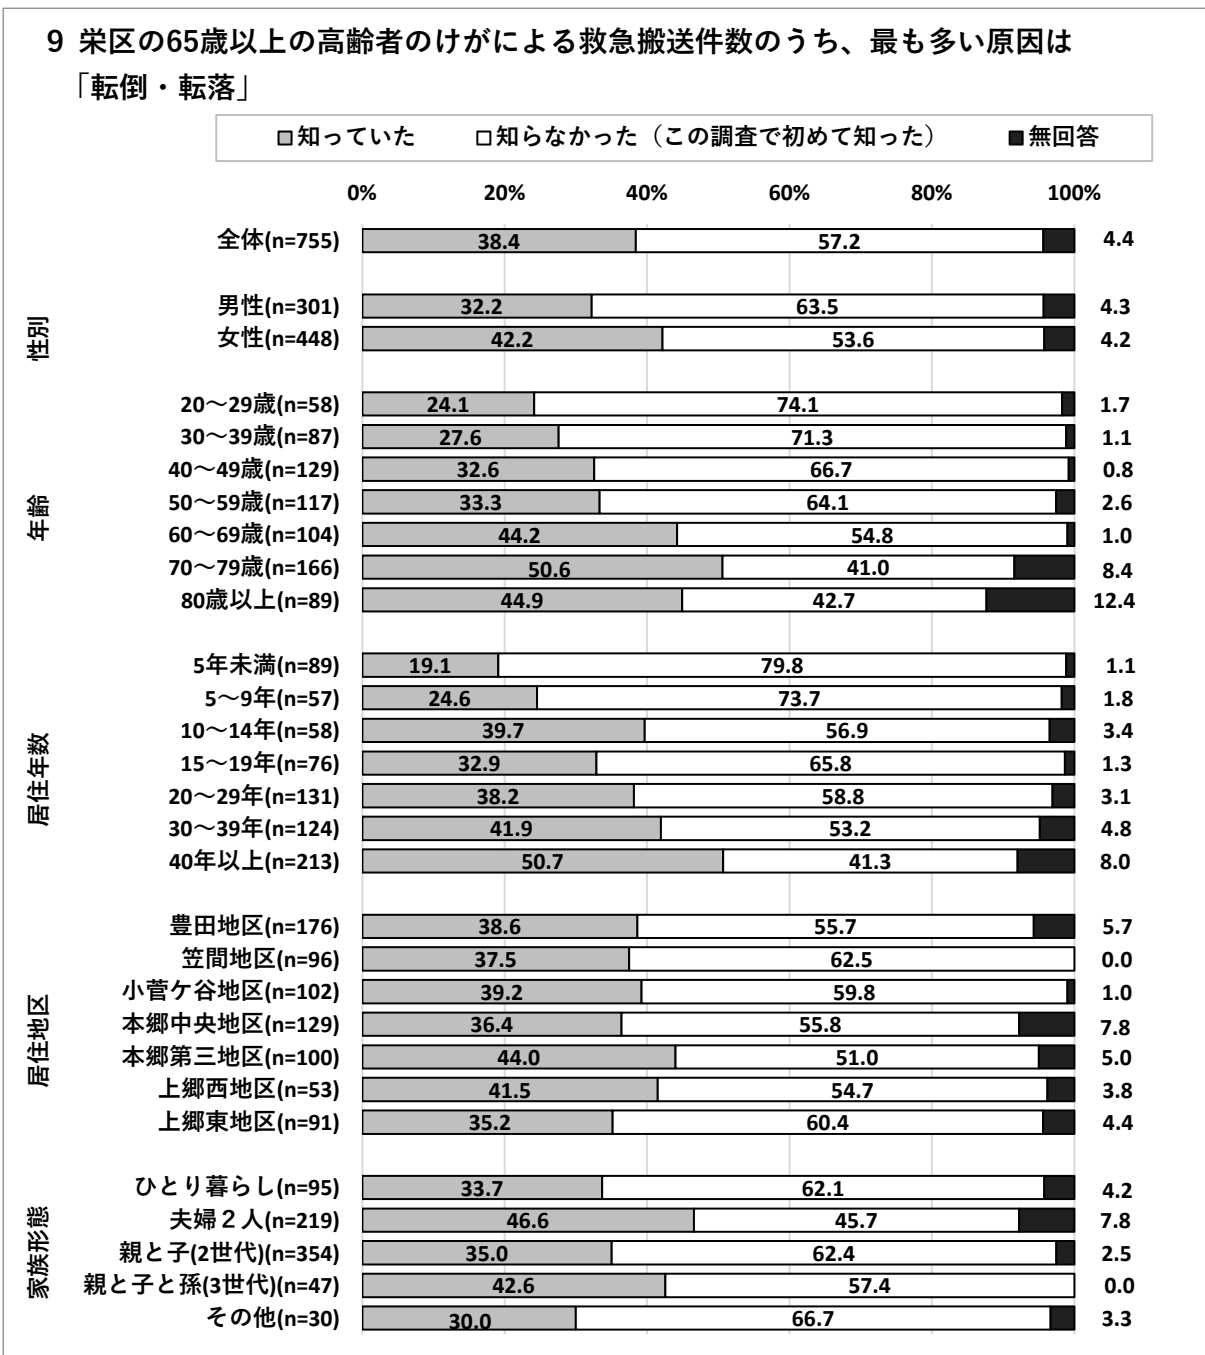 9 栄区の65歳以上の高齢者のけがによる救急搬送件数のうち、最も多い原因は
「転倒・転落」
知っていた 知らなかった（この調査で初めて知った） 無回答
0% 20% 40% 60% 80% 100%
全体(n=755) 38.4 57.2 4.4
性別
男性(n=301) 32.2 63.5 4.3
女性(n=448) 42.2 53.6 4.2
年齢
20～29歳(n=58) 24.1 74.1 1.7
30～39歳(n=87) 27.6 71.3 1.1
40～49歳(n=129) 32.6 66.7 0.8
50～59歳(n=117) 33.3 64.1 2.6
60～69歳(n=104) 44.2 54.8 1.0
70～79歳(n=166) 50.6 41.0 8.4
80歳以上(n=89) 44.9 42.7 12.4
居住年数
5年未満(n=89) 19.1 79.8 1.1
5～9年(n=57) 24.6 73.7 1.8
10～14年(n=58) 39.7 56.9 3.4
15～19年(n=76) 32.9 65.8 1.3
20～29年(n=131) 38.2 58.8 3.1
30～39年(n=124) 41.9 53.2 4.8
40年以上(n=213) 50.7 41.3 8.0
居住地区
豊田地区(n=176) 38.6 55.7 5.7
笠間地区(n=96) 37.5 62.5 0.0
小菅ケ谷地区(n=102) 39.2 59.8 1.0
本郷中央地区(n=129) 36.4 55.8 7.8
本郷第三地区(n=100) 44.0 51.0 5.0
上郷西地区(n=53) 41.5 54.7 3.8
上郷東地区(n=91) 35.2 60.4 4.4
家族形態
ひとり暮らし(n=95) 33.7 62.1 4.2
夫婦２人(n=219) 46.6 45.7 7.8
親と子(2世代)(n=354) 35.0 62.4 2.5
親と子と孫(3世代)(n=47) 42.6 57.4 0.0
その他(n=30) 30.0 66.7 3.3